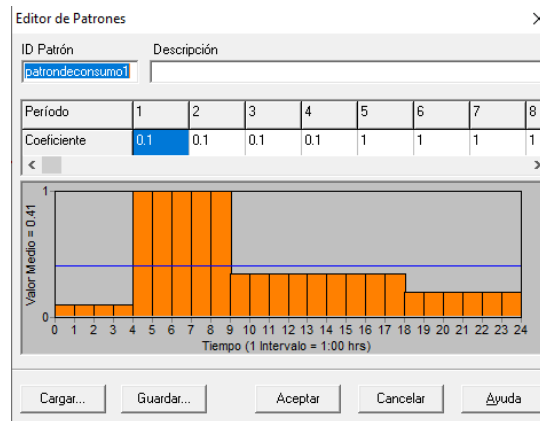 Editor de Patrones
ID Patrón Descripción
patrondeconsumo1
Período 1 2 3 4 5 6 7 8
Coeficiente 0.1 0.1 0.1 0.1 1 1 1 1
1
Valor Medio = 0.41
0
0 1 2 3 4 5 6 7 8 9 10 11 12 13 14 15 16 17 18 19 20 21 22 23 24
Tiempo (1 Intervalo = 1:00 hrs)
Cargar... Guardar... Aceptar Cancelar Ayuda